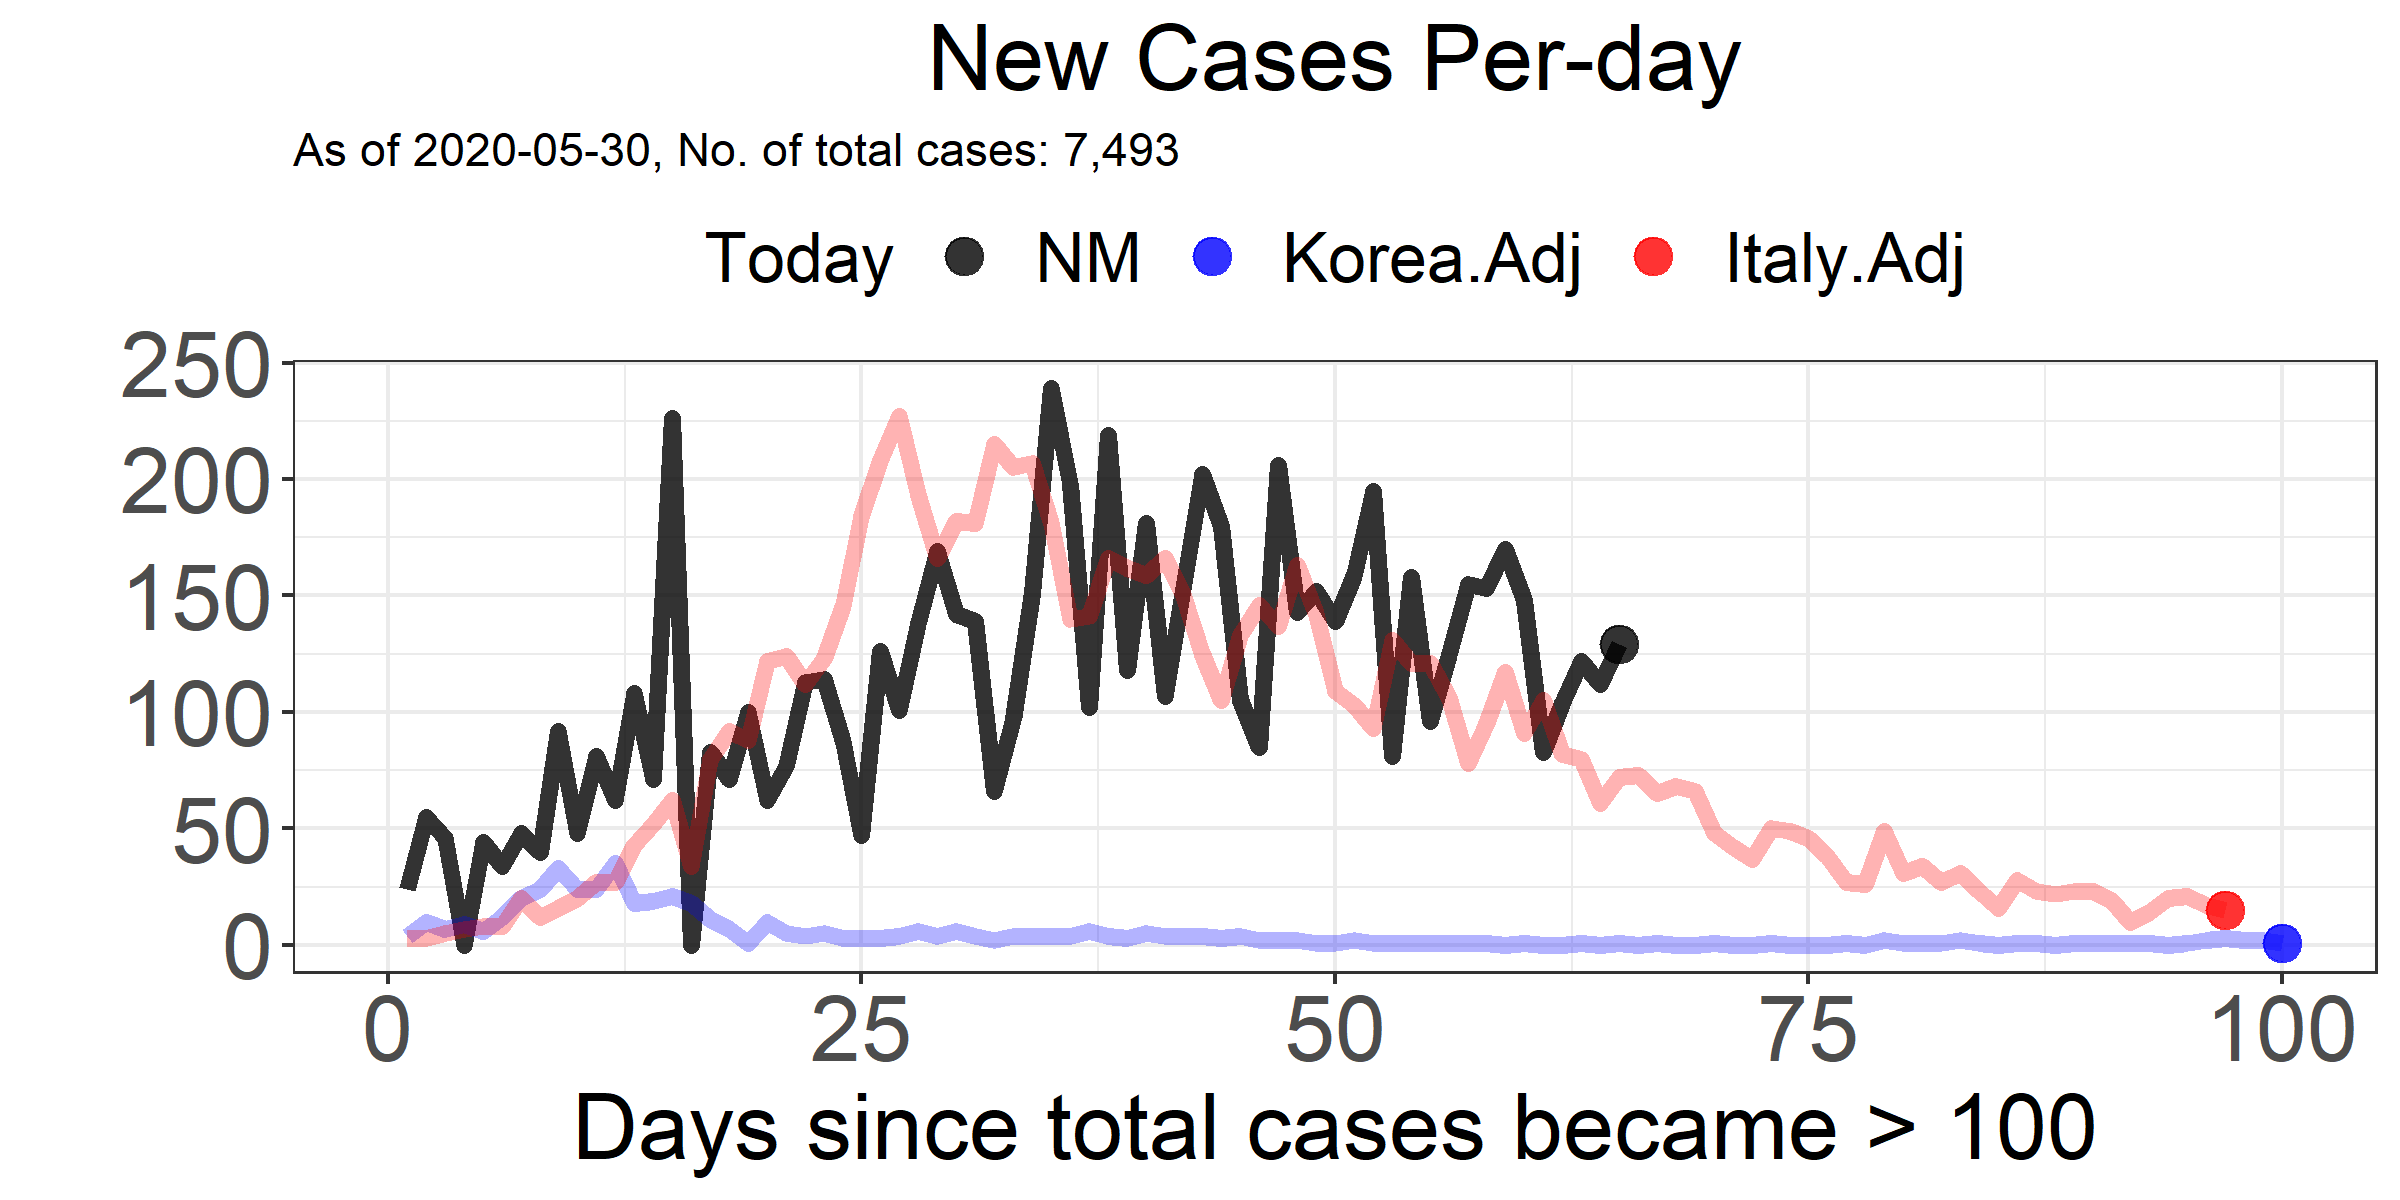 New Cases Per-day
As of 2020-05-30, No. of total cases: 7,493
Today NM Korea.Adj Italy.Adj
250
200
150
100
50
0
0 25 50 75 100
Days since total cases became > 100